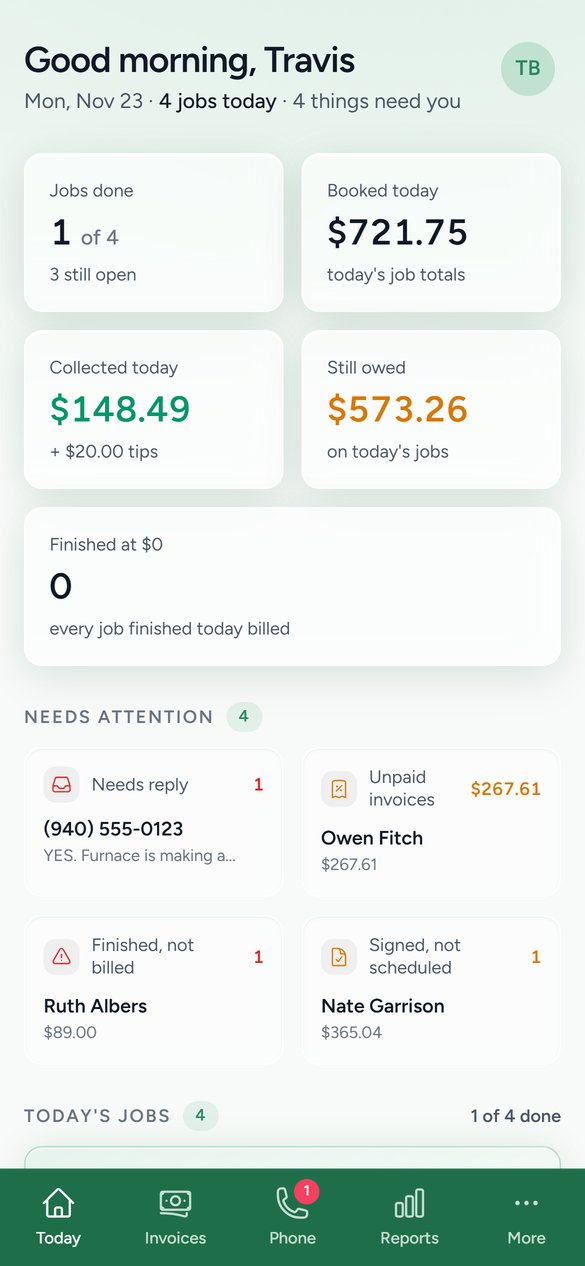 Good morning, Travis
TB
Mon, Nov 23 · 4 jobs today · 4 things need you
Jobs done
1 of 4
3 still open
Booked today
$721.75
today's job totals
Collected today
$148.49
+ $20.00 tips
Still owed
$573.26
on today's jobs
Finished at $0
0
every job finished today billed
NEEDS ATTENTION 4
Needs reply 1
(940) 555-0123
YES. Furnace is making a...
Unpaid
invoices
$267.61
Owen Fitch
$267.61
Finished, not
billed
1
Ruth Albers
$89.00
Signed, not
scheduled
1
Nate Garrison
$365.04
TODAY'S JOBS 4
1 of 4 done
1
Today
Invoices
Phone
Reports
More